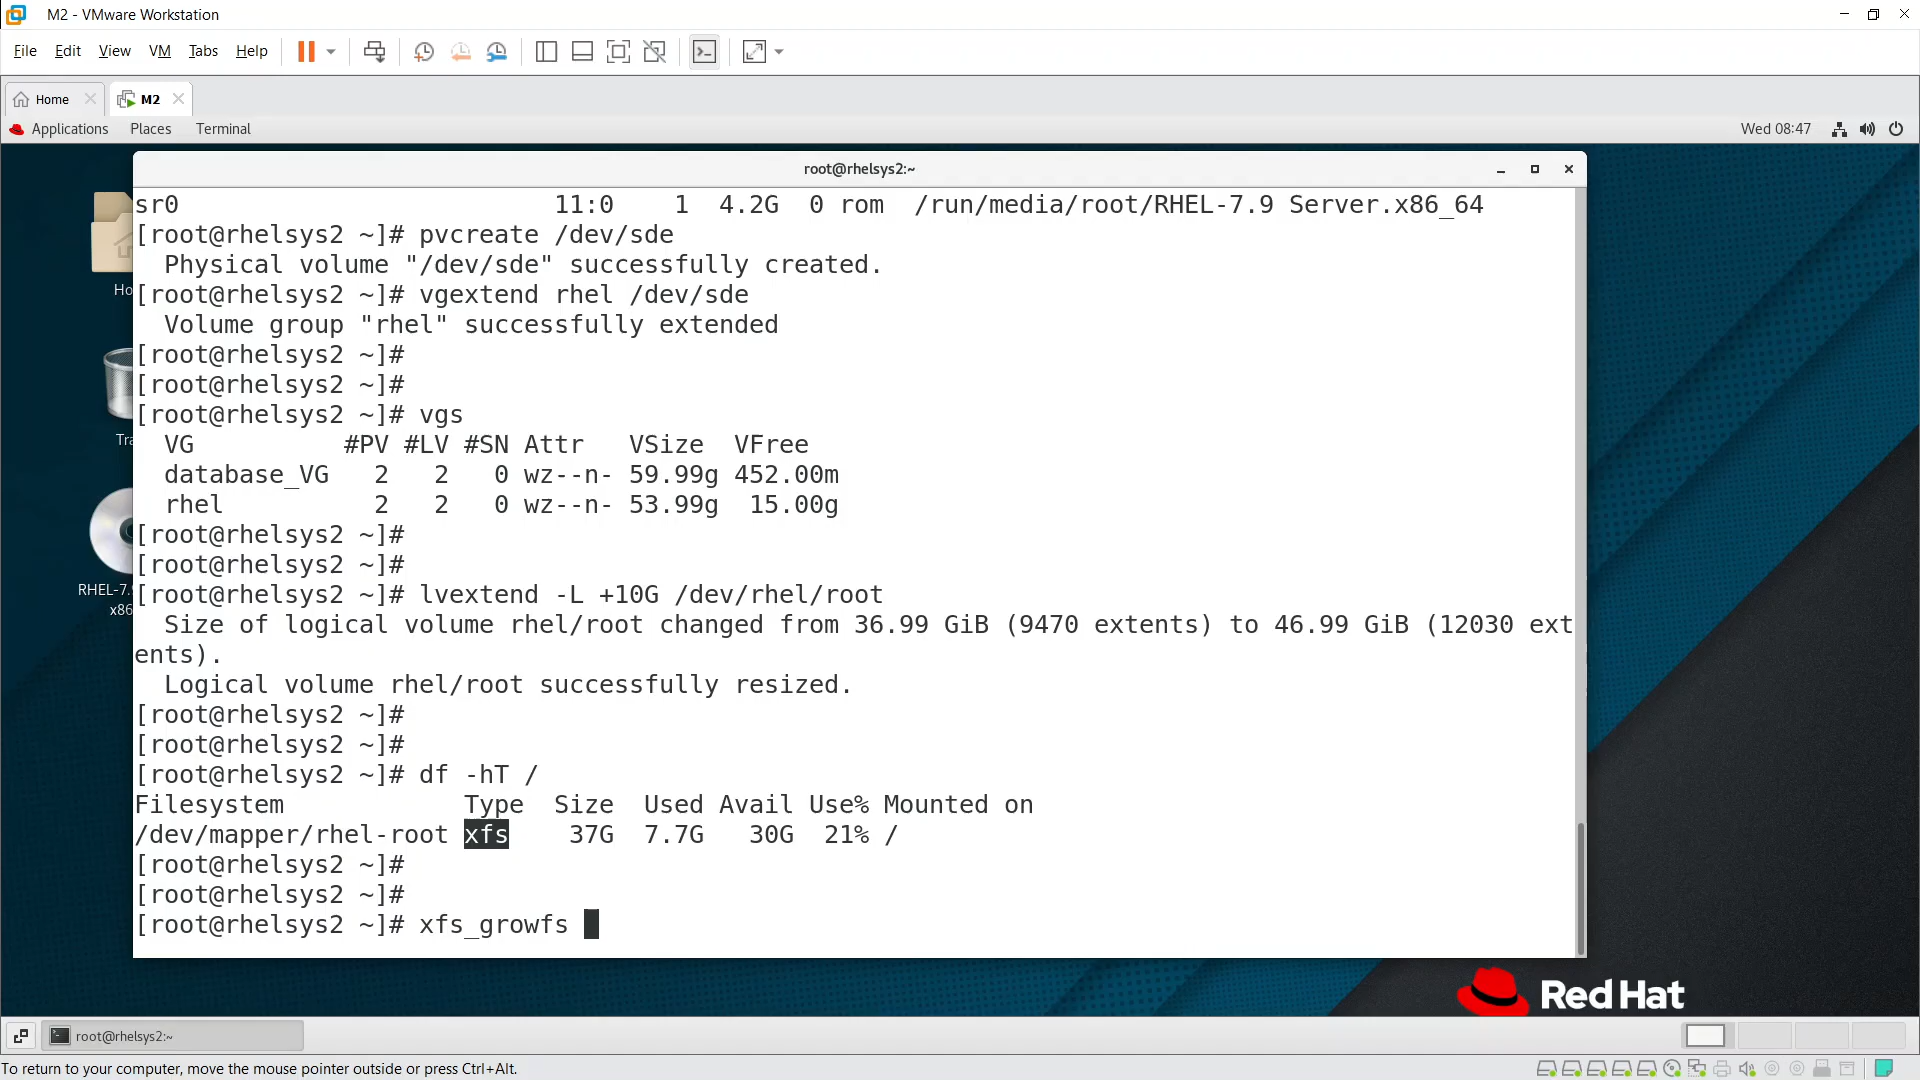 M2 - VMware Workstation
File Edit View VM Tabs Help
Home M2
Applications Places Terminal Wed 08:47
root@rhelsys2:~
sr0 11:0 1 4.2G 0 rom /run/media/root/RHEL-7.9 Server.x86_64
[root@rhelsys2 ~]# pvcreate /dev/sde
Physical volume "/dev/sde" successfully created.
[root@rhelsys2 ~]# vgextend rhel /dev/sde
Volume group "rhel" successfully extended
[root@rhelsys2 ~]#
[root@rhelsys2 ~]#
[root@rhelsys2 ~]# vgs
VG #PV #LV #SN Attr VSize VFree
database_VG 2 2 0 wz--n- 59.99g 452.00m
rhel 2 2 0 wz--n- 53.99g 15.00g
[root@rhelsys2 ~]#
[root@rhelsys2 ~]#
[root@rhelsys2 ~]# lvextend -L +10G /dev/rhel/root
Size of logical volume rhel/root changed from 36.99 GiB (9470 extents) to 46.99 GiB (12030 ext
ents).
Logical volume rhel/root successfully resized.
[root@rhelsys2 ~]#
[root@rhelsys2 ~]#
[root@rhelsys2 ~]# df -hT /
Filesystem Type Size Used Avail Use% Mounted on
/dev/mapper/rhel-root xfs 37G 7.7G 30G 21% /
[root@rhelsys2 ~]#
[root@rhelsys2 ~]#
[root@rhelsys2 ~]# xfs_growfs
Ho
Tra
RHEL-7.
x86
Red Hat
root@rhelsys2:~
To return to your computer, move the mouse pointer outside or press Ctrl+Alt.